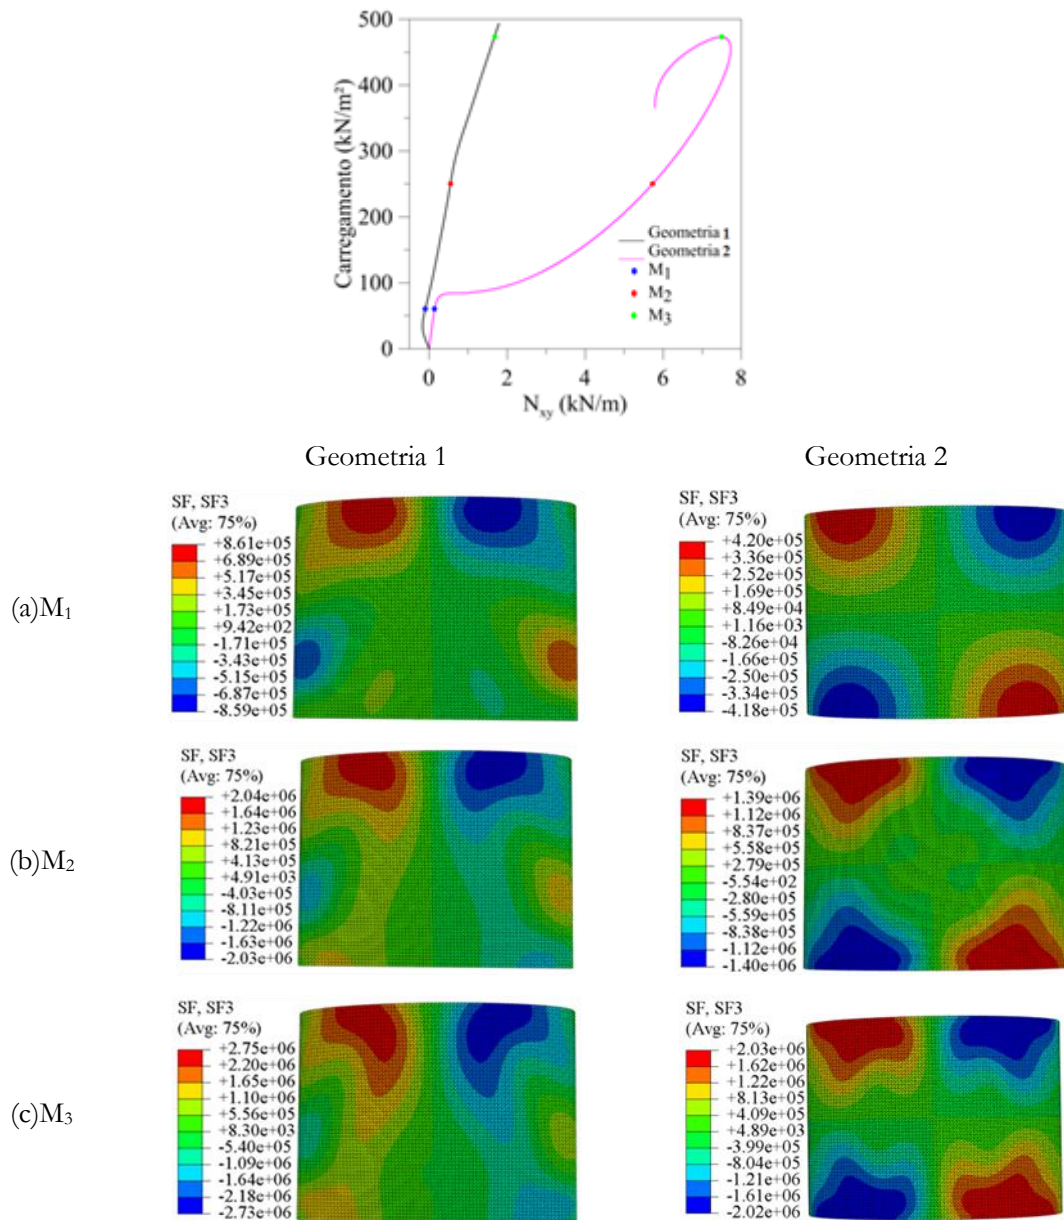 500
400
300
200
100
0
Carregamento (kN/m²)
Geometria 1
Geometria 2
M1
M2
M3
0 2 4 6 8
Nxy (kN/m)
Geometria 1 Geometria 2
(a)M1
SF, SF3
(Avg: 75%)
+8.61e+05
+6.89e+05
+5.17e+05
+3.45e+05
+1.73e+05
+9.42e+02
-1.71e+05
-3.43e+05
-5.15e+05
-6.87e+05
-8.59e+05
SF, SF3
(Avg: 75%)
+4.20e+05
+3.36e+05
+2.52e+05
+1.69e+05
+8.49e+04
+1.16e+03
-8.26e+04
-1.66e+05
-2.50e+05
-3.34e+05
-4.18e+05
(b)M2
SF, SF3
(Avg: 75%)
+2.04e+06
+1.64e+06
+1.23e+06
+8.21e+05
+4.13e+05
+4.91e+03
-4.03e+05
-8.11e+05
-1.22e+06
-1.63e+06
-2.03e+06
SF, SF3
(Avg: 75%)
+1.39e+06
+1.12e+06
+8.37e+05
+5.58e+05
+2.79e+05
-5.54e+02
-2.80e+05
-5.59e+05
-8.38e+05
-1.12e+06
-1.40e+06
(c)M3
SF, SF3
(Avg: 75%)
+2.75e+06
+2.20e+06
+1.65e+06
+1.10e+06
+5.56e+05
+8.30e+03
-5.40e+05
-1.09e+06
-1.64e+06
-2.18e+06
-2.73e+06
SF, SF3
(Avg: 75%)
+2.03e+06
+1.62e+06
+1.22e+06
+8.13e+05
+4.09e+05
+4.89e+03
-3.99e+05
-8.04e+05
-1.21e+06
-1.61e+06
-2.02e+06